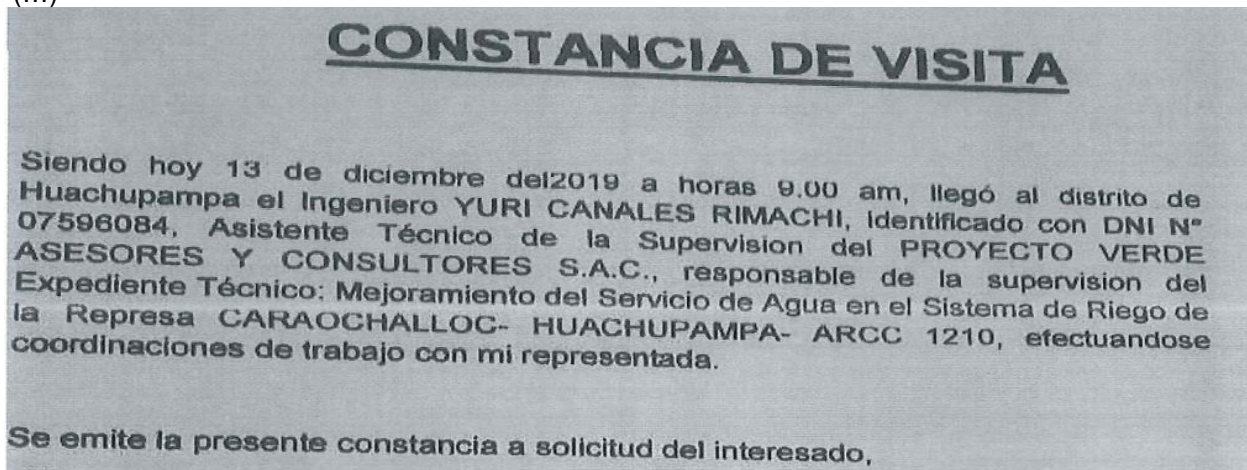 (...)
CONSTANCIA DE VISITA
Siendo hoy 13 de diciembre del2019 a horas 9.00 am, llegó al distrito de
Huachupampa el Ingeniero YURI CANALES RIMACHI, identificado con DNI Nº
07596084, Asistente Técnico de la Supervision del PROYECTO VERDE
ASESORES Y CONSULTORES S.A.C., responsable de la supervision del
Expediente Técnico: Mejoramiento del Servicio de Agua en el Sistema de Riego de
la Represa CARAOCHALLOC- HUACHUPAMPA- ARCC 1210, efectuandose
coordinaciones de trabajo con mi representada.
Se emite la presente constancia a solicitud del interesado,